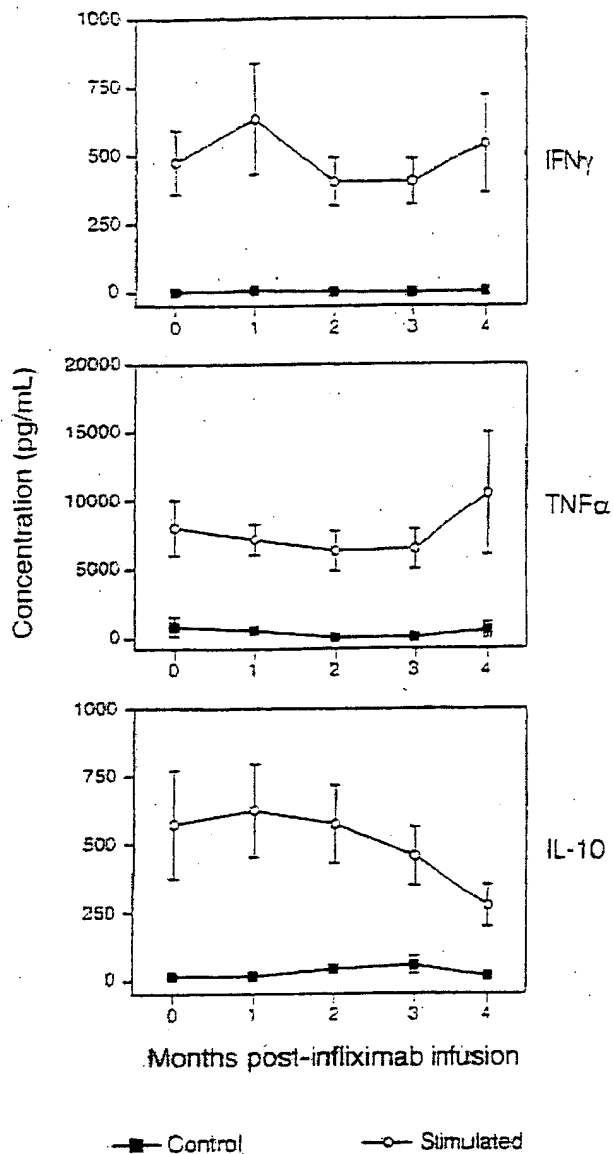 1000
750
500
250
0
0 1 2 3 4
IFNγ
20000
15000
10000
5000
0
0 1 2 3 4
TNFα
Concentration (pg/mL)
1000
750
500
250
0
0 1 2 3 4
IL-10
Months post-infliximab infusion
Control Stimulated